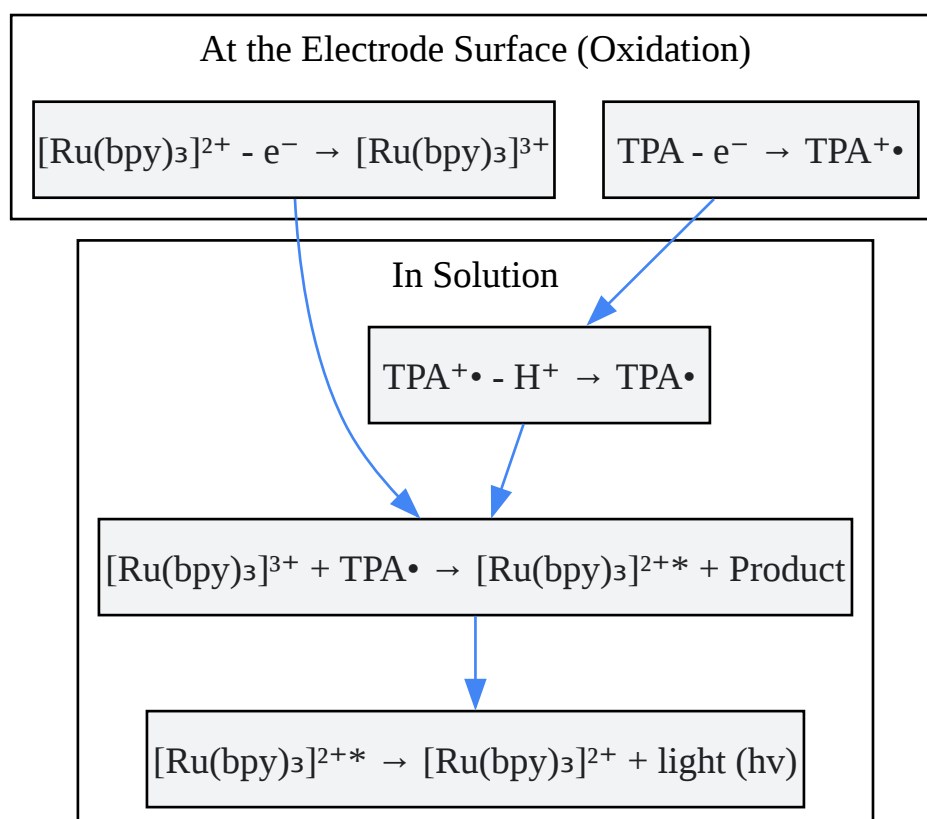 At the Electrode Surface (Oxidation)
[Ru(bpy)₃]²⁺ - e⁻ → [Ru(bpy)₃]³⁺
TPA - e⁻ → TPA⁺•
In Solution
TPA⁺• - H⁺ → TPA•
[Ru(bpy)₃]³⁺ + TPA• → [Ru(bpy)₃]²⁺* + Product
[Ru(bpy)₃]²⁺* → [Ru(bpy)₃]²⁺ + light (hv)